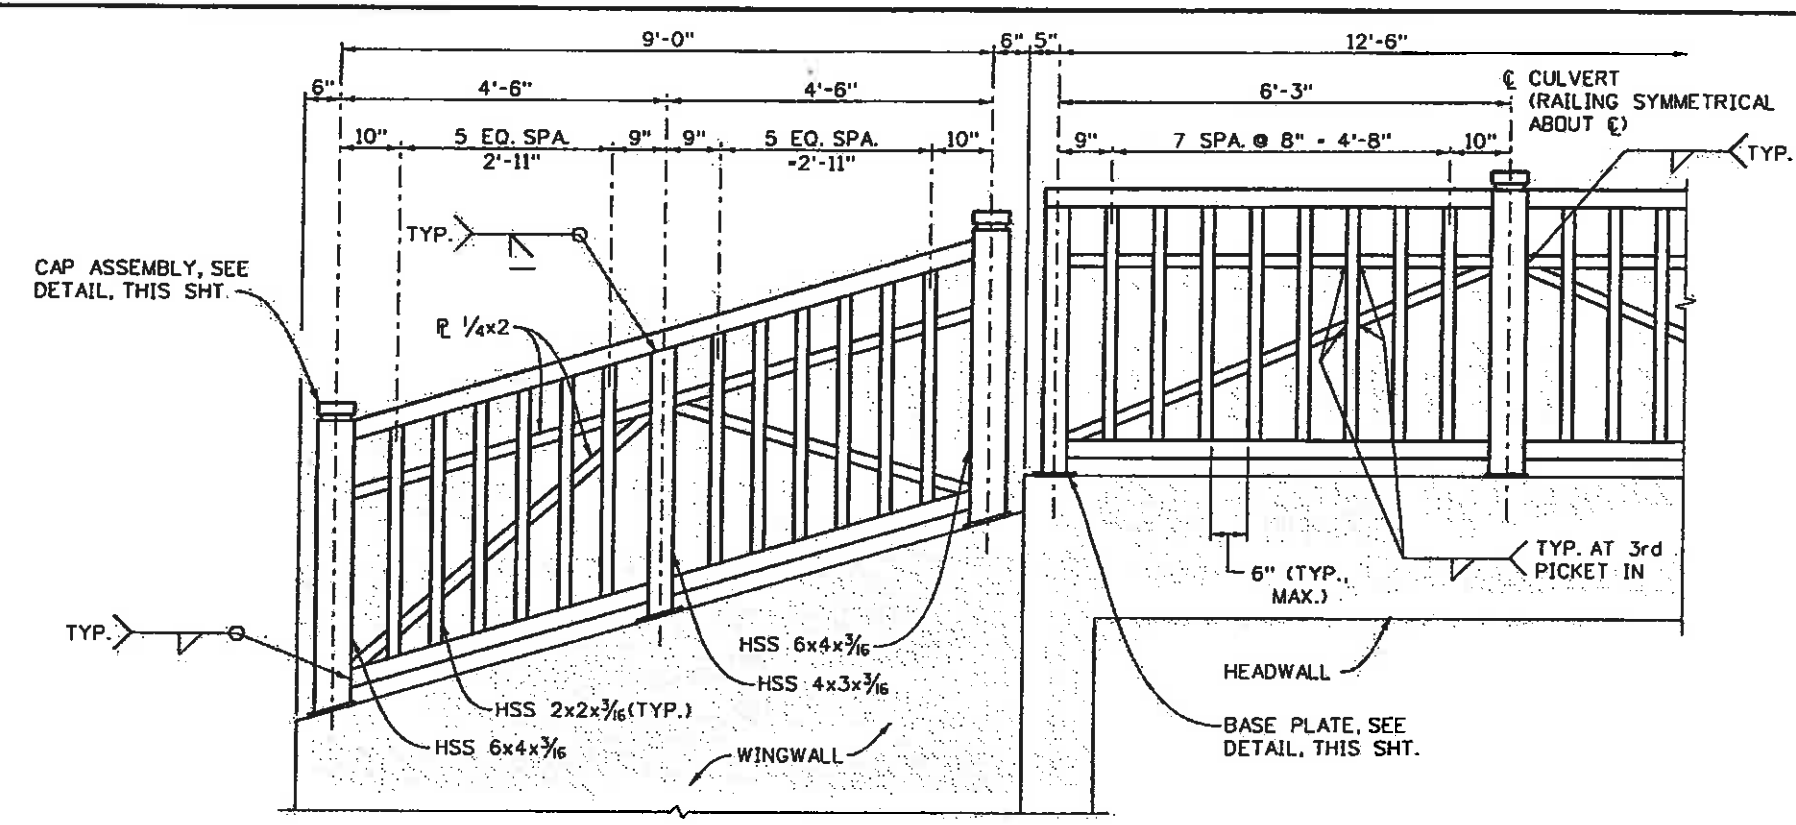 9'-0"
6"
5"
12'-6"
6"
4'-6"
4'-6"
6'-3"
℄ CULVERT
(RAILING SYMMETRICAL
ABOUT ℄)
10"
5 EQ. SPA.
2'-11"
9"
9"
5 EQ. SPA.
=2'-11"
10"
9"
7 SPA. @ 8" = 4'-8"
10"
TYP.
TYP.
CAP ASSEMBLY, SEE
DETAIL, THIS SHT.
℄ 1/4x2
TYP. AT 3rd
PICKET IN
6" (TYP.,
MAX.)
TYP.
HSS 6x4x3/16
HSS 4x3x3/16
HEADWALL
HSS 2x2x3/16(TYP.)
HSS 6x4x3/16
WINGWALL
BASE PLATE, SEE
DETAIL, THIS SHT.